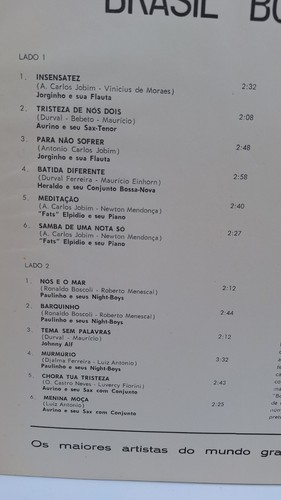 BRASIL BO
LADO 1
1. INSENSATEZ 2:32
(A. Carlos Jobim - Vinicius de Moraes)
Jorginho e sua Flauta
2. TRISTEZA DE NÓS DOIS 2:08
(Durval - Bebeto - Maurício)
Aurino e seu Sax-Tenor
3. PARA NÃO SOFRER 2:48
(Antonio Carlos Jobim)
Jorginho e sua Flauta
4. BATIDA DIFERENTE 2:58
(Durval Ferreira - Maurício Einhorn)
Heraldo e seu Conjunto Bossa-Nova
5. MEDITAÇÃO 2:40
(A. Carlos Jobim - Newton Mendonça)
"Fats" Elpidio e seu Piano
6. SAMBA DE UMA NOTA SO 2:27
(A. Carlos Jobim - Newton Mendonça)
"Fats" Elpidio e seu Piano
LADO 2
1. NOS E O MAR 2:12
(Ronaldo Boscoli - Roberto Menescal)
Paulinho e seus Night-Boys
2. BARQUINHO 2:44
(Ronaldo Boscoli - Roberto Menescal)
Paulinho e seus Night-Boys
3. TEMA SEM PALAVRAS 2:12
(Durval - Maurício)
Johnny Alf
4. MURMURIO 3:32
(Djalma Ferreira - Luiz Antonio)
Paulinho e seus Night-Boys
5. CHORA TUA TRISTEZA 2:43
(O. Castro Neves - Luvercy Fiorini)
Aurino e seu Sax com Conjunto
6. MENINA MOÇA 2:25
(Luiz Antonio)
Aurino e seu Sax com Conjunto
Os maiores artistas do mundo gra